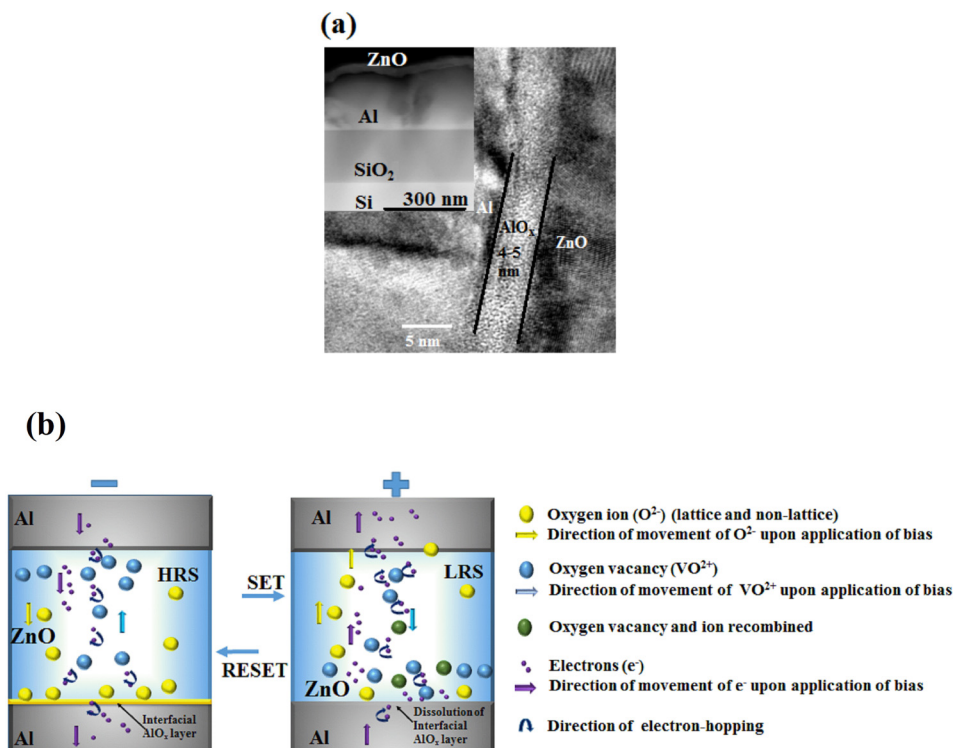 (a)
ZnO
Al
SiO₂
Si
300 nm
Al
AlOₓ
4-5
nm
ZnO
5 nm
(b)
Al
HRS
ZnO
Interfacial
AlOₓ layer
Al
SET
RESET
Al
LRS
ZnO
Dissolution of
Interfacial
AlOₓ layer
Al
Oxygen ion (O²⁻) (lattice and non-lattice)
Direction of movement of O²⁻ upon application of bias
Oxygen vacancy (VO²⁺)
Direction of movement of VO²⁺ upon application of bias
Oxygen vacancy and ion recombined
Electrons (e⁻)
Direction of movement of e⁻ upon application of bias
Direction of electron-hopping